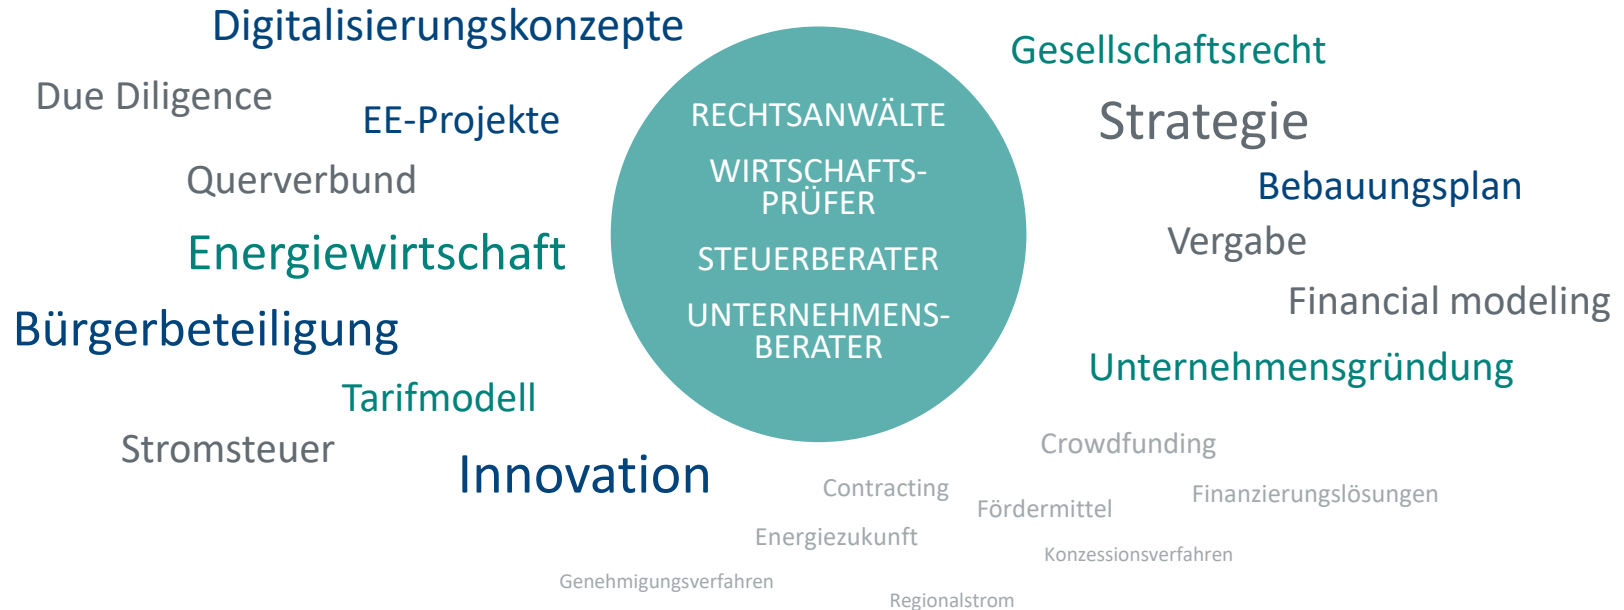 Digitalisierungskonzepte
Due Diligence
EE-Projekte
Querverbund
Energiewirtschaft
Bürgerbeteiligung
Tarifmodell
Stromsteuer
Innovation
RECHTSANWÄLTE
WIRTSCHAFTS-
PRÜFER
STEUERBERATER
UNTERNEHMENS-
BERATER
Gesellschaftsrecht
Strategie
Bebauungsplan
Vergabe
Financial modeling
Unternehmensgründung
Crowdfunding
Contracting
Finanzierungslösungen
Fördermittel
Energiezukunft
Konzessionsverfahren
Genehmigungsverfahren
Regionalstrom